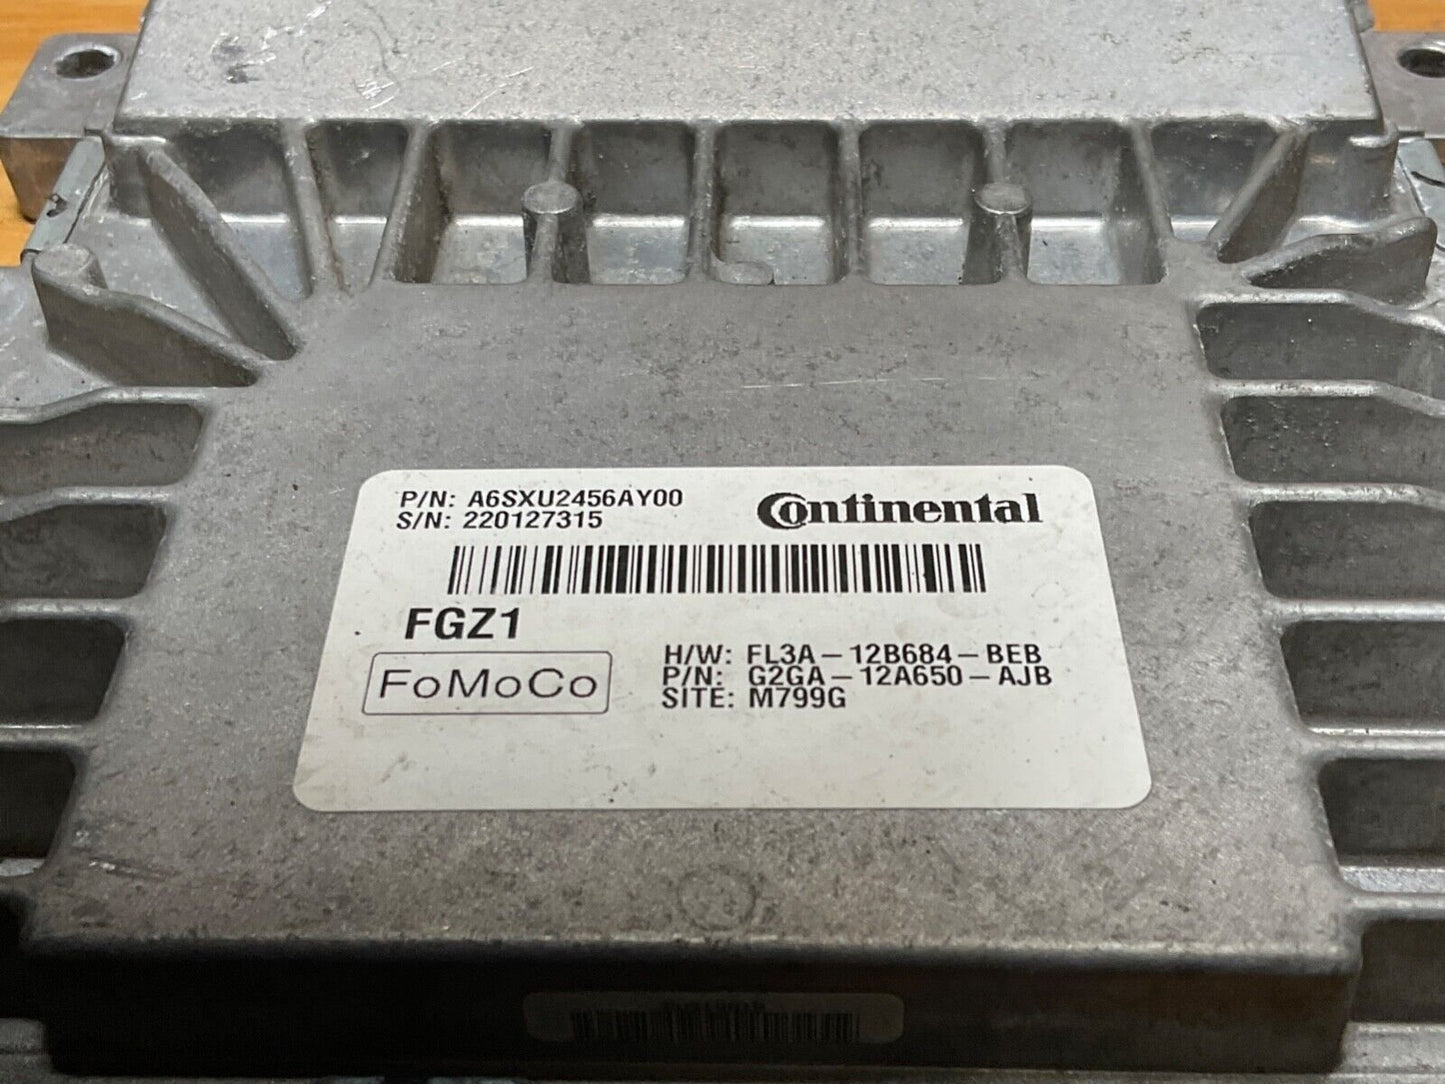 P/N: A6SXU2456AY00
S/N: 220127315
Continental
FGZ1
FoMoCo
H/W: FL3A-12B684-BEB
P/N: G2GA-12A650-AJB
SITE: M799G